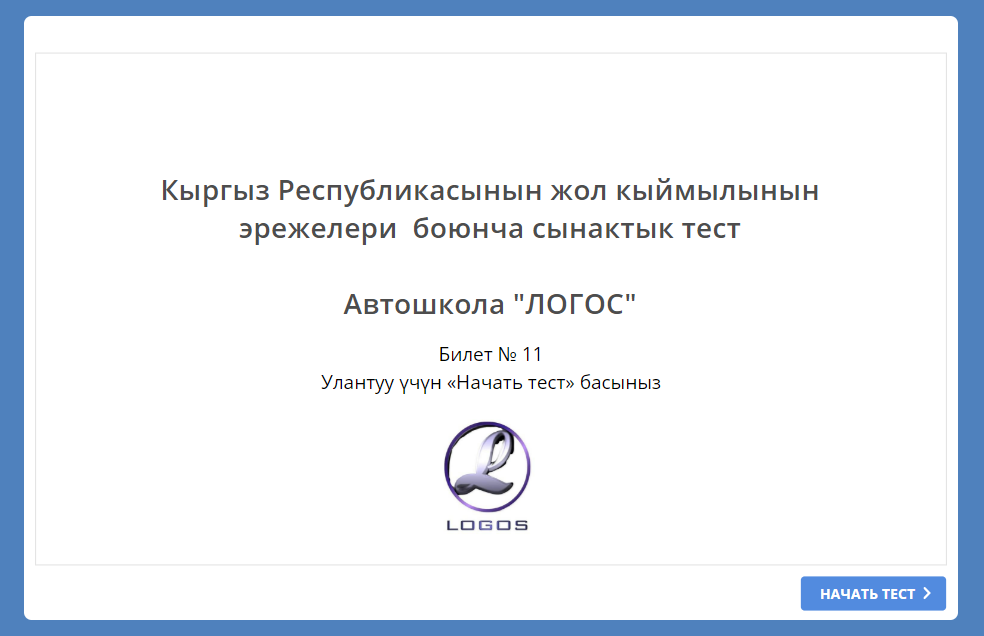 Кыргыз Республикасынын жол кыймылынын
эрежелери боюнча сынактык тест
Автошкола "ЛОГОС"
Билет № 11
Улантуу үчүн «Начать тест» басыныз
LOGOS
НАЧАТЬ ТЕСТ